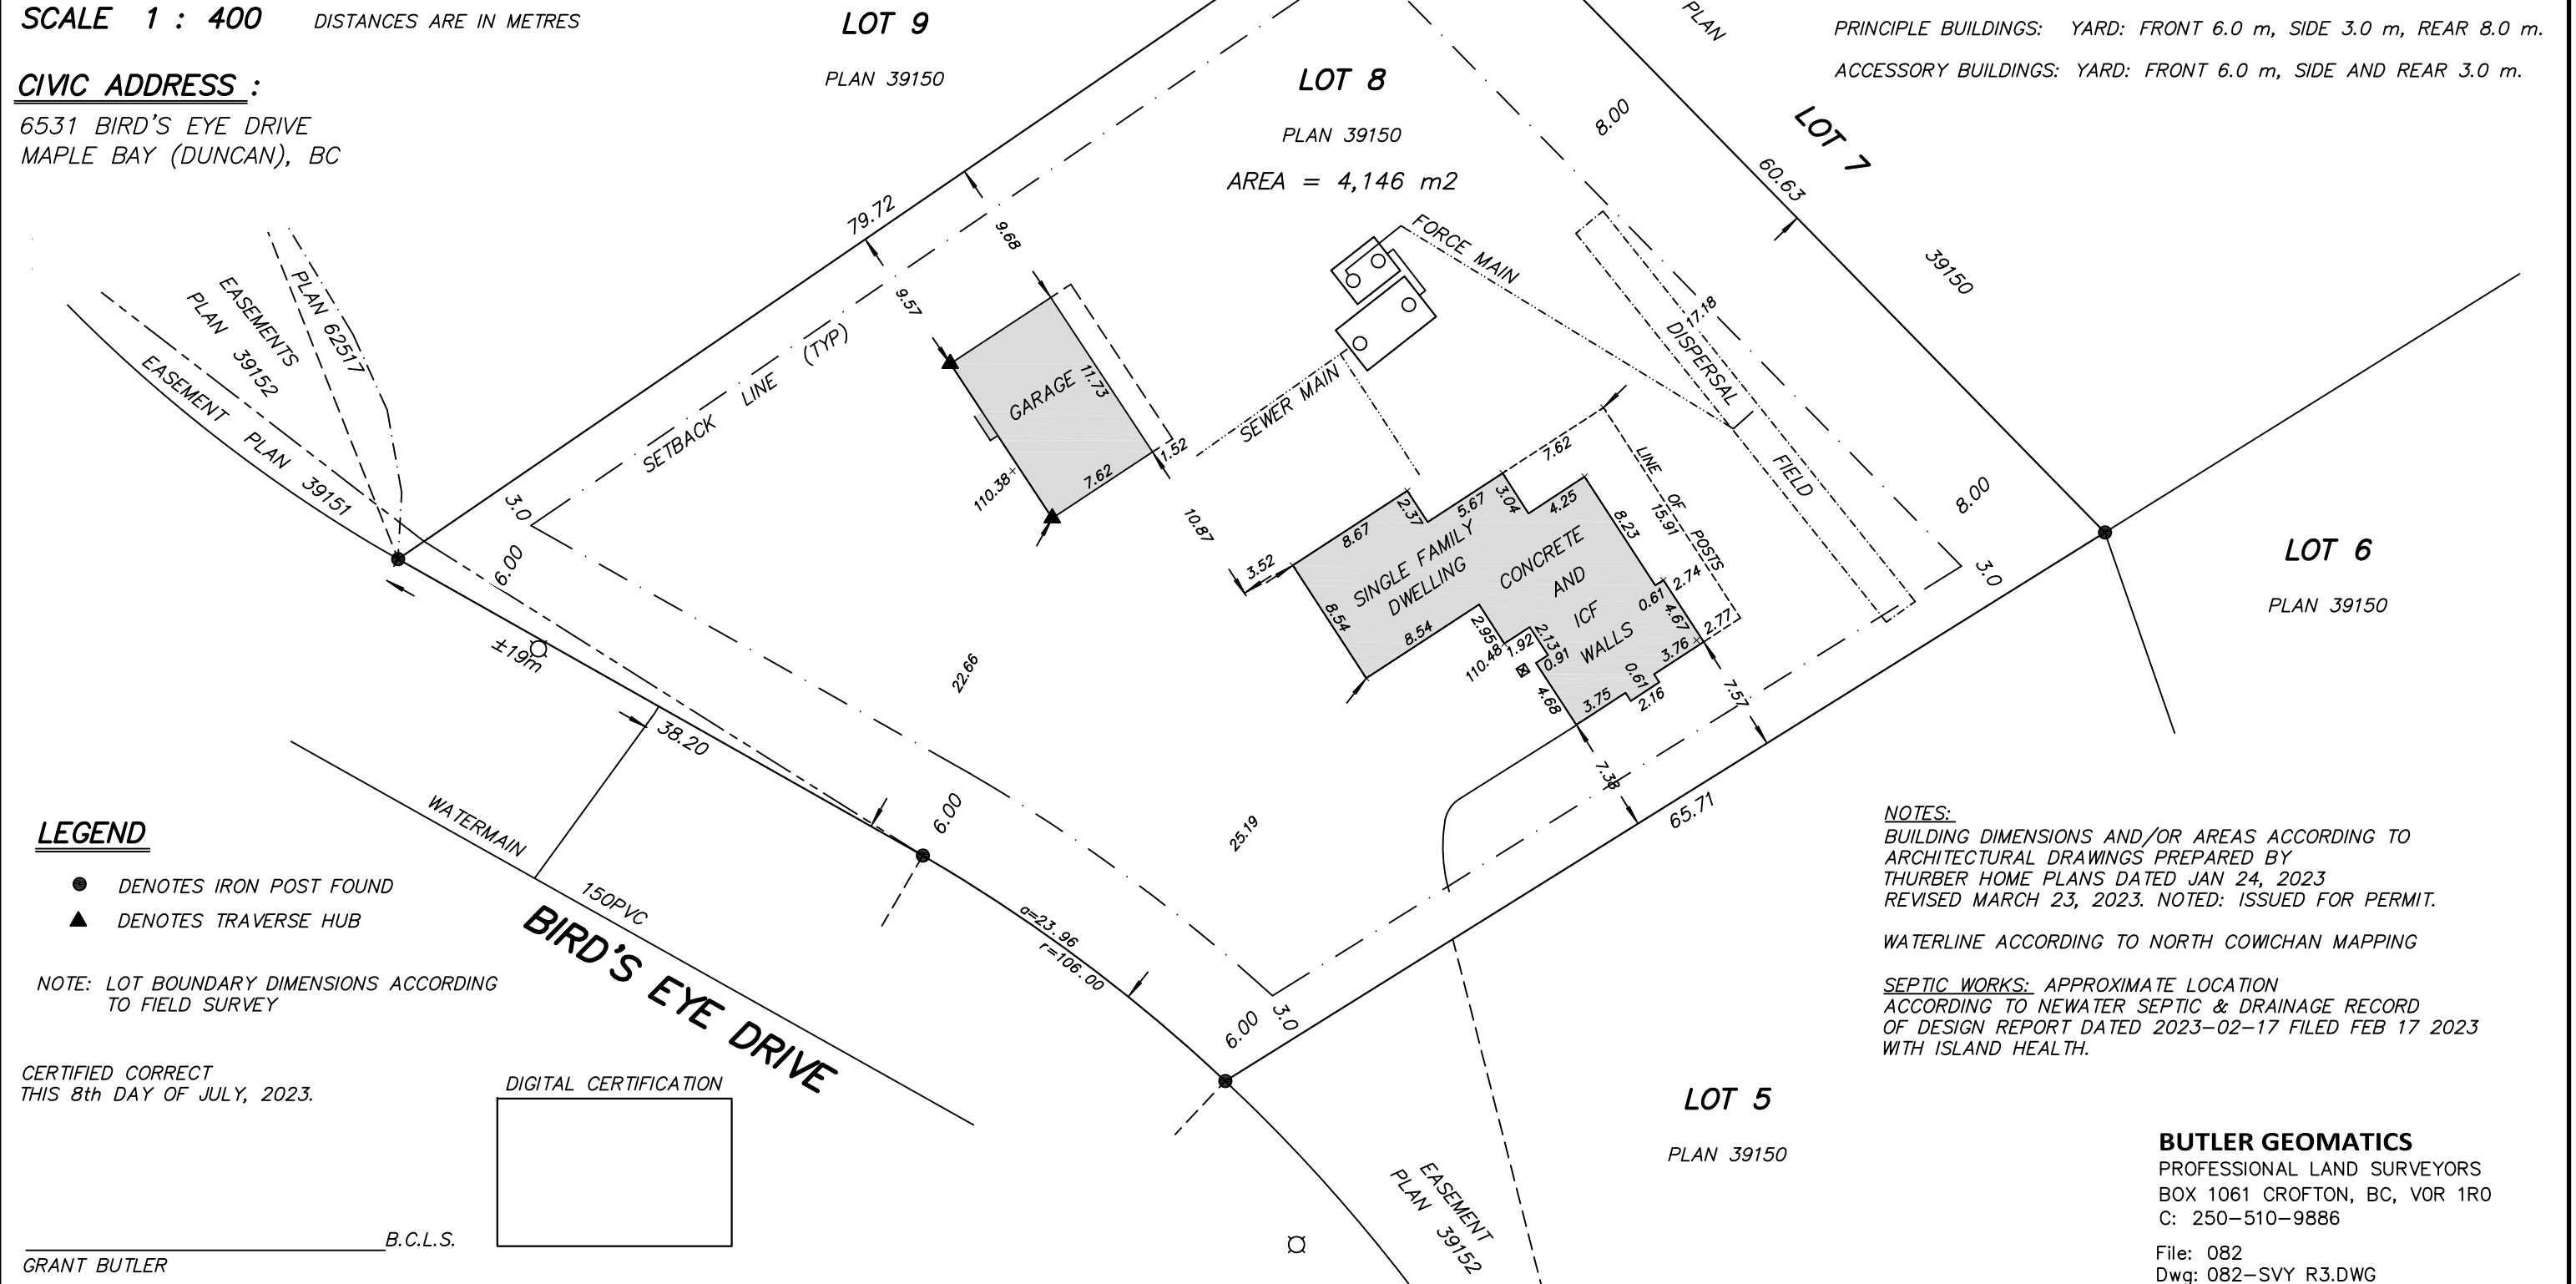 SCALE 1 : 400 DISTANCES ARE IN METRES
CIVIC ADDRESS :
6531 BIRD'S EYE DRIVE
MAPLE BAY (DUNCAN), BC
LOT 9
PLAN 39150
LOT 8
PLAN 39150
AREA = 4,146 m2
PLAN
PRINCIPLE BUILDINGS: YARD: FRONT 6.0 m, SIDE 3.0 m, REAR 8.0 m.
ACCESSORY BUILDINGS: YARD: FRONT 6.0 m, SIDE AND REAR 3.0 m.
LOT 7
39150
8.00
60.63
79.72
9.68
9.57
FORCE MAIN
SEWER MAIN
17.18
DISPERSAL
FIELD
8.00
3.0
PLAN 62517
EASEMENTS
PLAN 39152
EASEMENT PLAN 39151
SETBACK LINE (TYP)
3.0
6.00
GARAGE
11.73
7.62
1.52
110.38
10.87
3.52
8.67
2.37
5.67
3.04
4.25
7.62
8.23
LINE OF POSTS
15.91
2.74
0.61
4.67
2.77
3.76
0.61
2.16
3.75
4.68
0.91
2.13
1.92
110.48
2.95
8.54
8.54
SINGLE FAMILY
DWELLING
CONCRETE
AND
ICF
WALLS
7.57
7.38
LOT 6
PLAN 39150
±19m
22.66
38.20
6.00
25.19
65.71
WATERMAIN
150PVC
BIRD'S EYE DRIVE
a=23.96
r=106.00
6.00
3.0
LEGEND
DENOTES IRON POST FOUND
DENOTES TRAVERSE HUB
NOTE: LOT BOUNDARY DIMENSIONS ACCORDING
TO FIELD SURVEY
CERTIFIED CORRECT
THIS 8th DAY OF JULY, 2023.
DIGITAL CERTIFICATION
B.C.L.S.
GRANT BUTLER
EASEMENT
PLAN 39152
LOT 5
PLAN 39150
NOTES:
BUILDING DIMENSIONS AND/OR AREAS ACCORDING TO
ARCHITECTURAL DRAWINGS PREPARED BY
THURBER HOME PLANS DATED JAN 24, 2023
REVISED MARCH 23, 2023. NOTED: ISSUED FOR PERMIT.
WATERLINE ACCORDING TO NORTH COWICHAN MAPPING
SEPTIC WORKS: APPROXIMATE LOCATION
ACCORDING TO NEWATER SEPTIC & DRAINAGE RECORD
OF DESIGN REPORT DATED 2023-02-17 FILED FEB 17 2023
WITH ISLAND HEALTH.
BUTLER GEOMATICS
PROFESSIONAL LAND SURVEYORS
BOX 1061 CROFTON, BC, V0R 1R0
C: 250-510-9886
File: 082
Dwg: 082-SVY R3.DWG